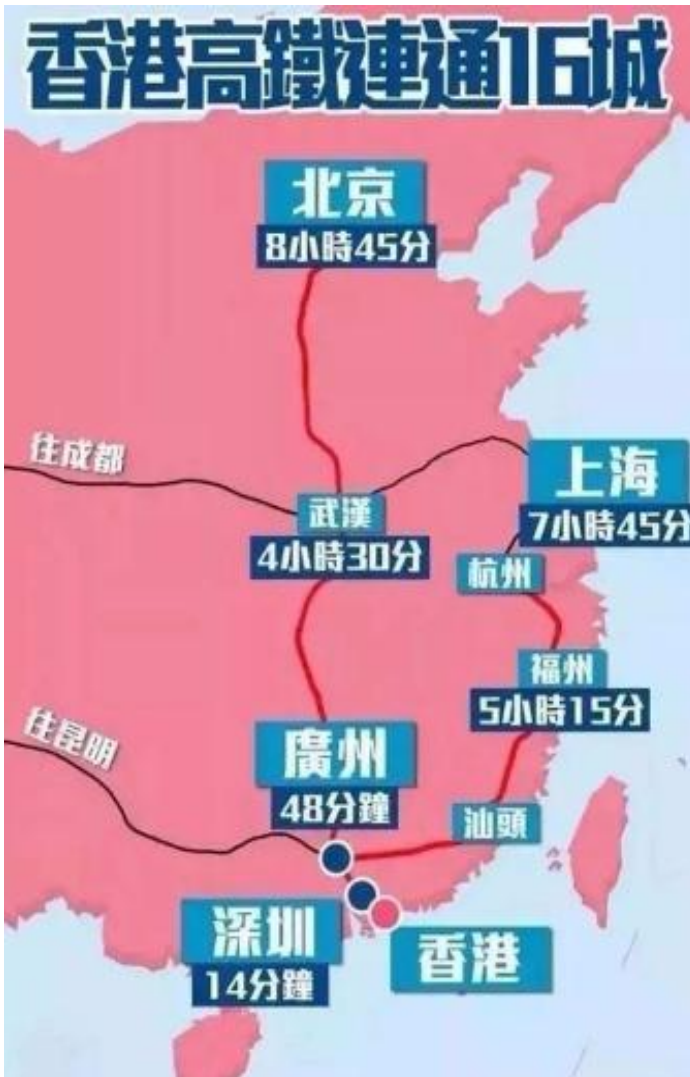 香港高鐵連通16城
北京
8小時45分
往成都
上海
7小時45分
武漢
4小時30分
杭州
福州
5小時15分
往昆明
廣州
48分鐘
汕頭
深圳
14分鐘
香港